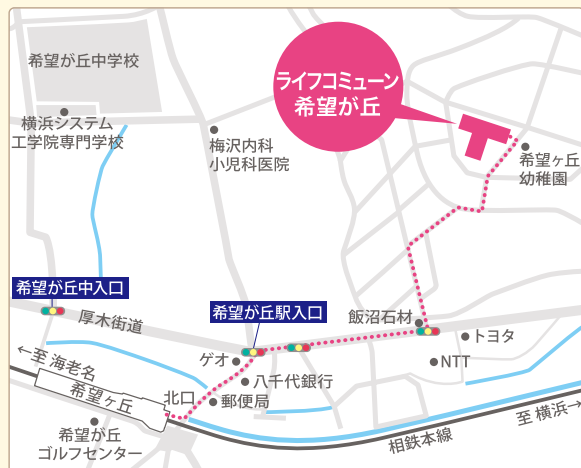 希望が丘中学校
横浜システム
工学院専門学校
梅沢内科
小児科医院
ライフコミューン
希望が丘
希望ヶ丘
幼稚園
希望が丘中入口
厚木街道
希望が丘駅入口
飯沼石材
トヨタ
NTT
ゲオ
八千代銀行
郵便局
北口
←至 海老名
希望ヶ丘
希望が丘
ゴルフセンター
相鉄本線
至 横浜→